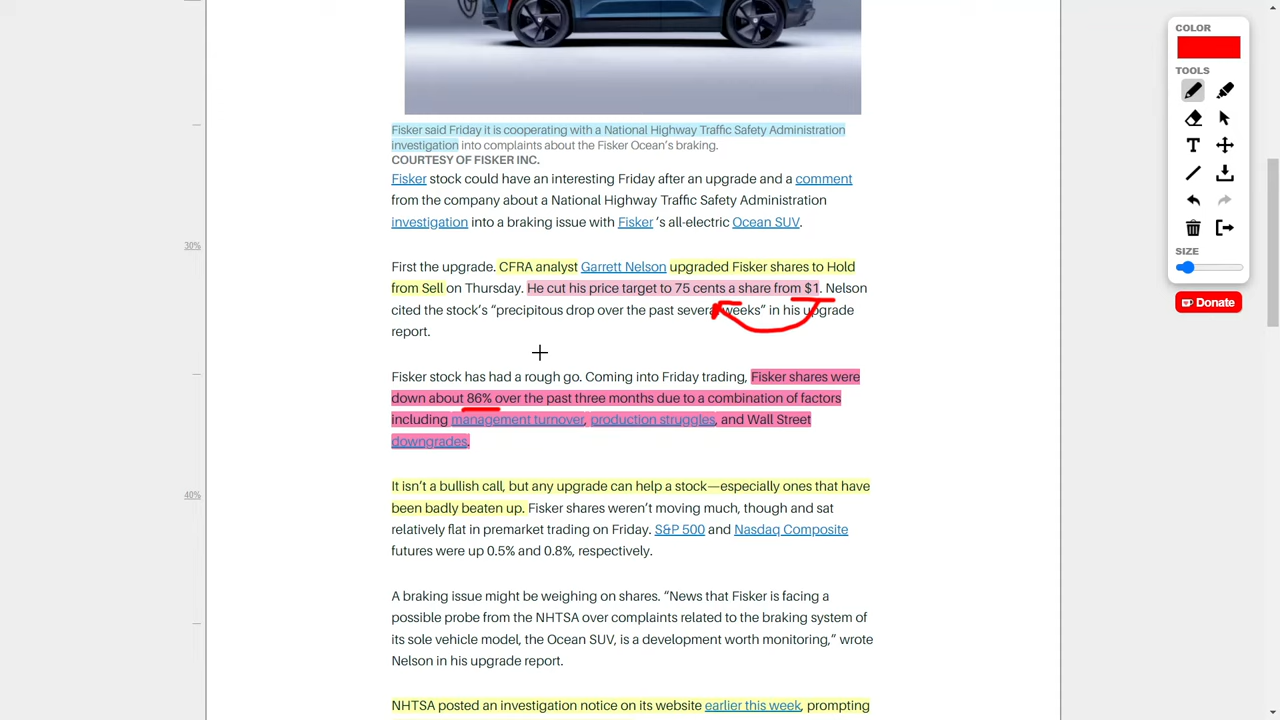 Fisker said Friday it is cooperating with a National Highway Traffic Safety Administration
investigation into complaints about the Fisker Ocean's braking.
COURTESY OF FISKER INC.
Fisker stock could have an interesting Friday after an upgrade and a comment
from the company about a National Highway Traffic Safety Administration
investigation into a braking issue with Fisker 's all-electric Ocean SUV.
First the upgrade. CFRA analyst Garrett Nelson upgraded Fisker shares to Hold
from Sell on Thursday. He cut his price target to 75 cents a share from $1. Nelson
cited the stock's “precipitous drop over the past several weeks” in his upgrade
report.
Fisker stock has had a rough go. Coming into Friday trading, Fisker shares were
down about 86% over the past three months due to a combination of factors
including management turnover, production struggles, and Wall Street
downgrades.
It isn't a bullish call, but any upgrade can help a stock—especially ones that have
been badly beaten up. Fisker shares weren't moving much, though and sat
relatively flat in premarket trading on Friday. S&P 500 and Nasdaq Composite
futures were up 0.5% and 0.8%, respectively.
A braking issue might be weighing on shares. “News that Fisker is facing a
possible probe from the NHTSA over complaints related to the braking system of
its sole vehicle model, the Ocean SUV, is a development worth monitoring,” wrote
Nelson in his upgrade report.
NHTSA posted an investigation notice on its website earlier this week, prompting
30%
40%
COLOR
TOOLS
T
SIZE
Donate